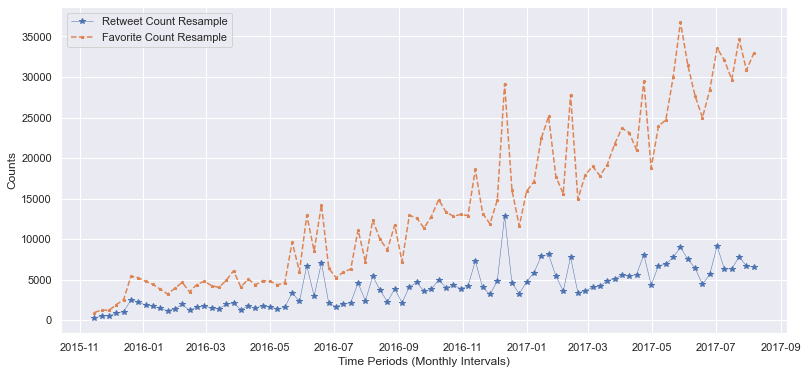 Retweet Count Resample
Favorite Count Resample
35000
30000
25000
20000
15000
10000
5000
0
Counts
2015-11 2016-01 2016-03 2016-05 2016-07 2016-09 2016-11 2017-01 2017-03 2017-05 2017-07 2017-09
Time Periods (Monthly Intervals)